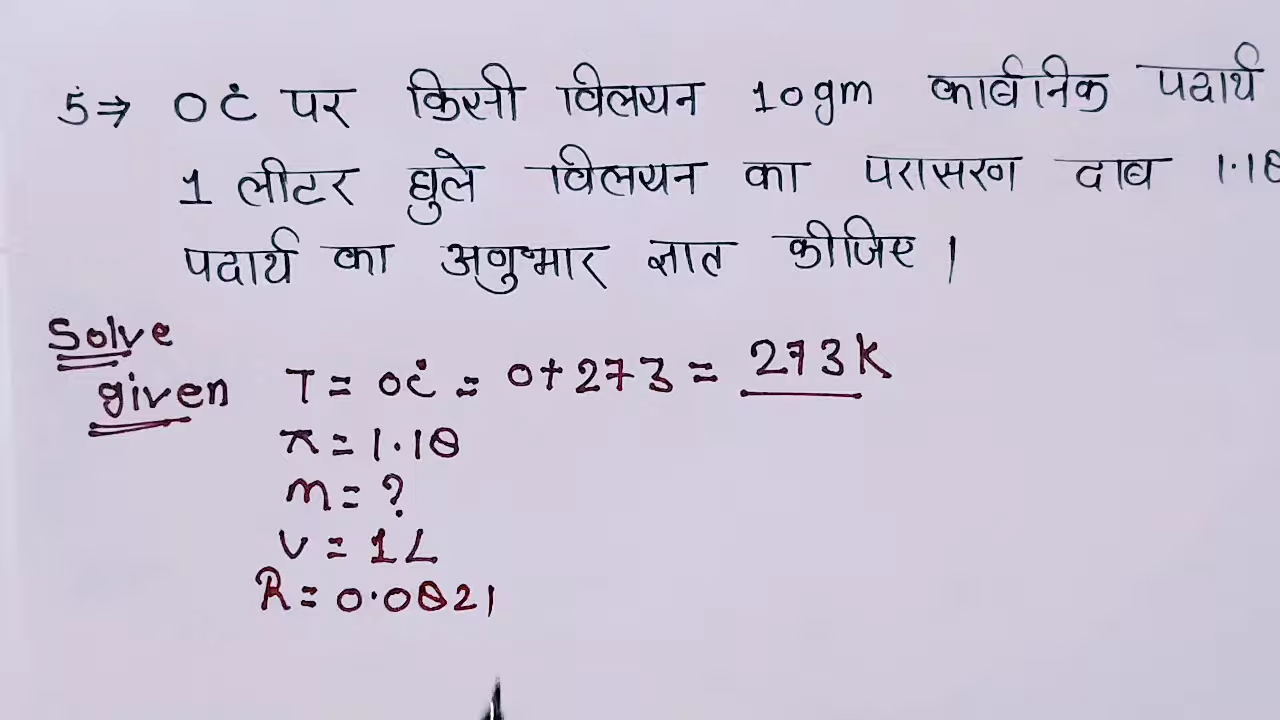 5⇒ 0℃ पर किसी विलयन 10gm कार्बनिक पदार्थ
1 लीटर घुले विलयन का परासरण दाब 1.18
पदार्थ का अणुभार ज्ञात कीजिए।
Solve
given T = 0℃ = 0+273 = 273K
π = 1.18
m = ?
V = 1L
R = 0.0821